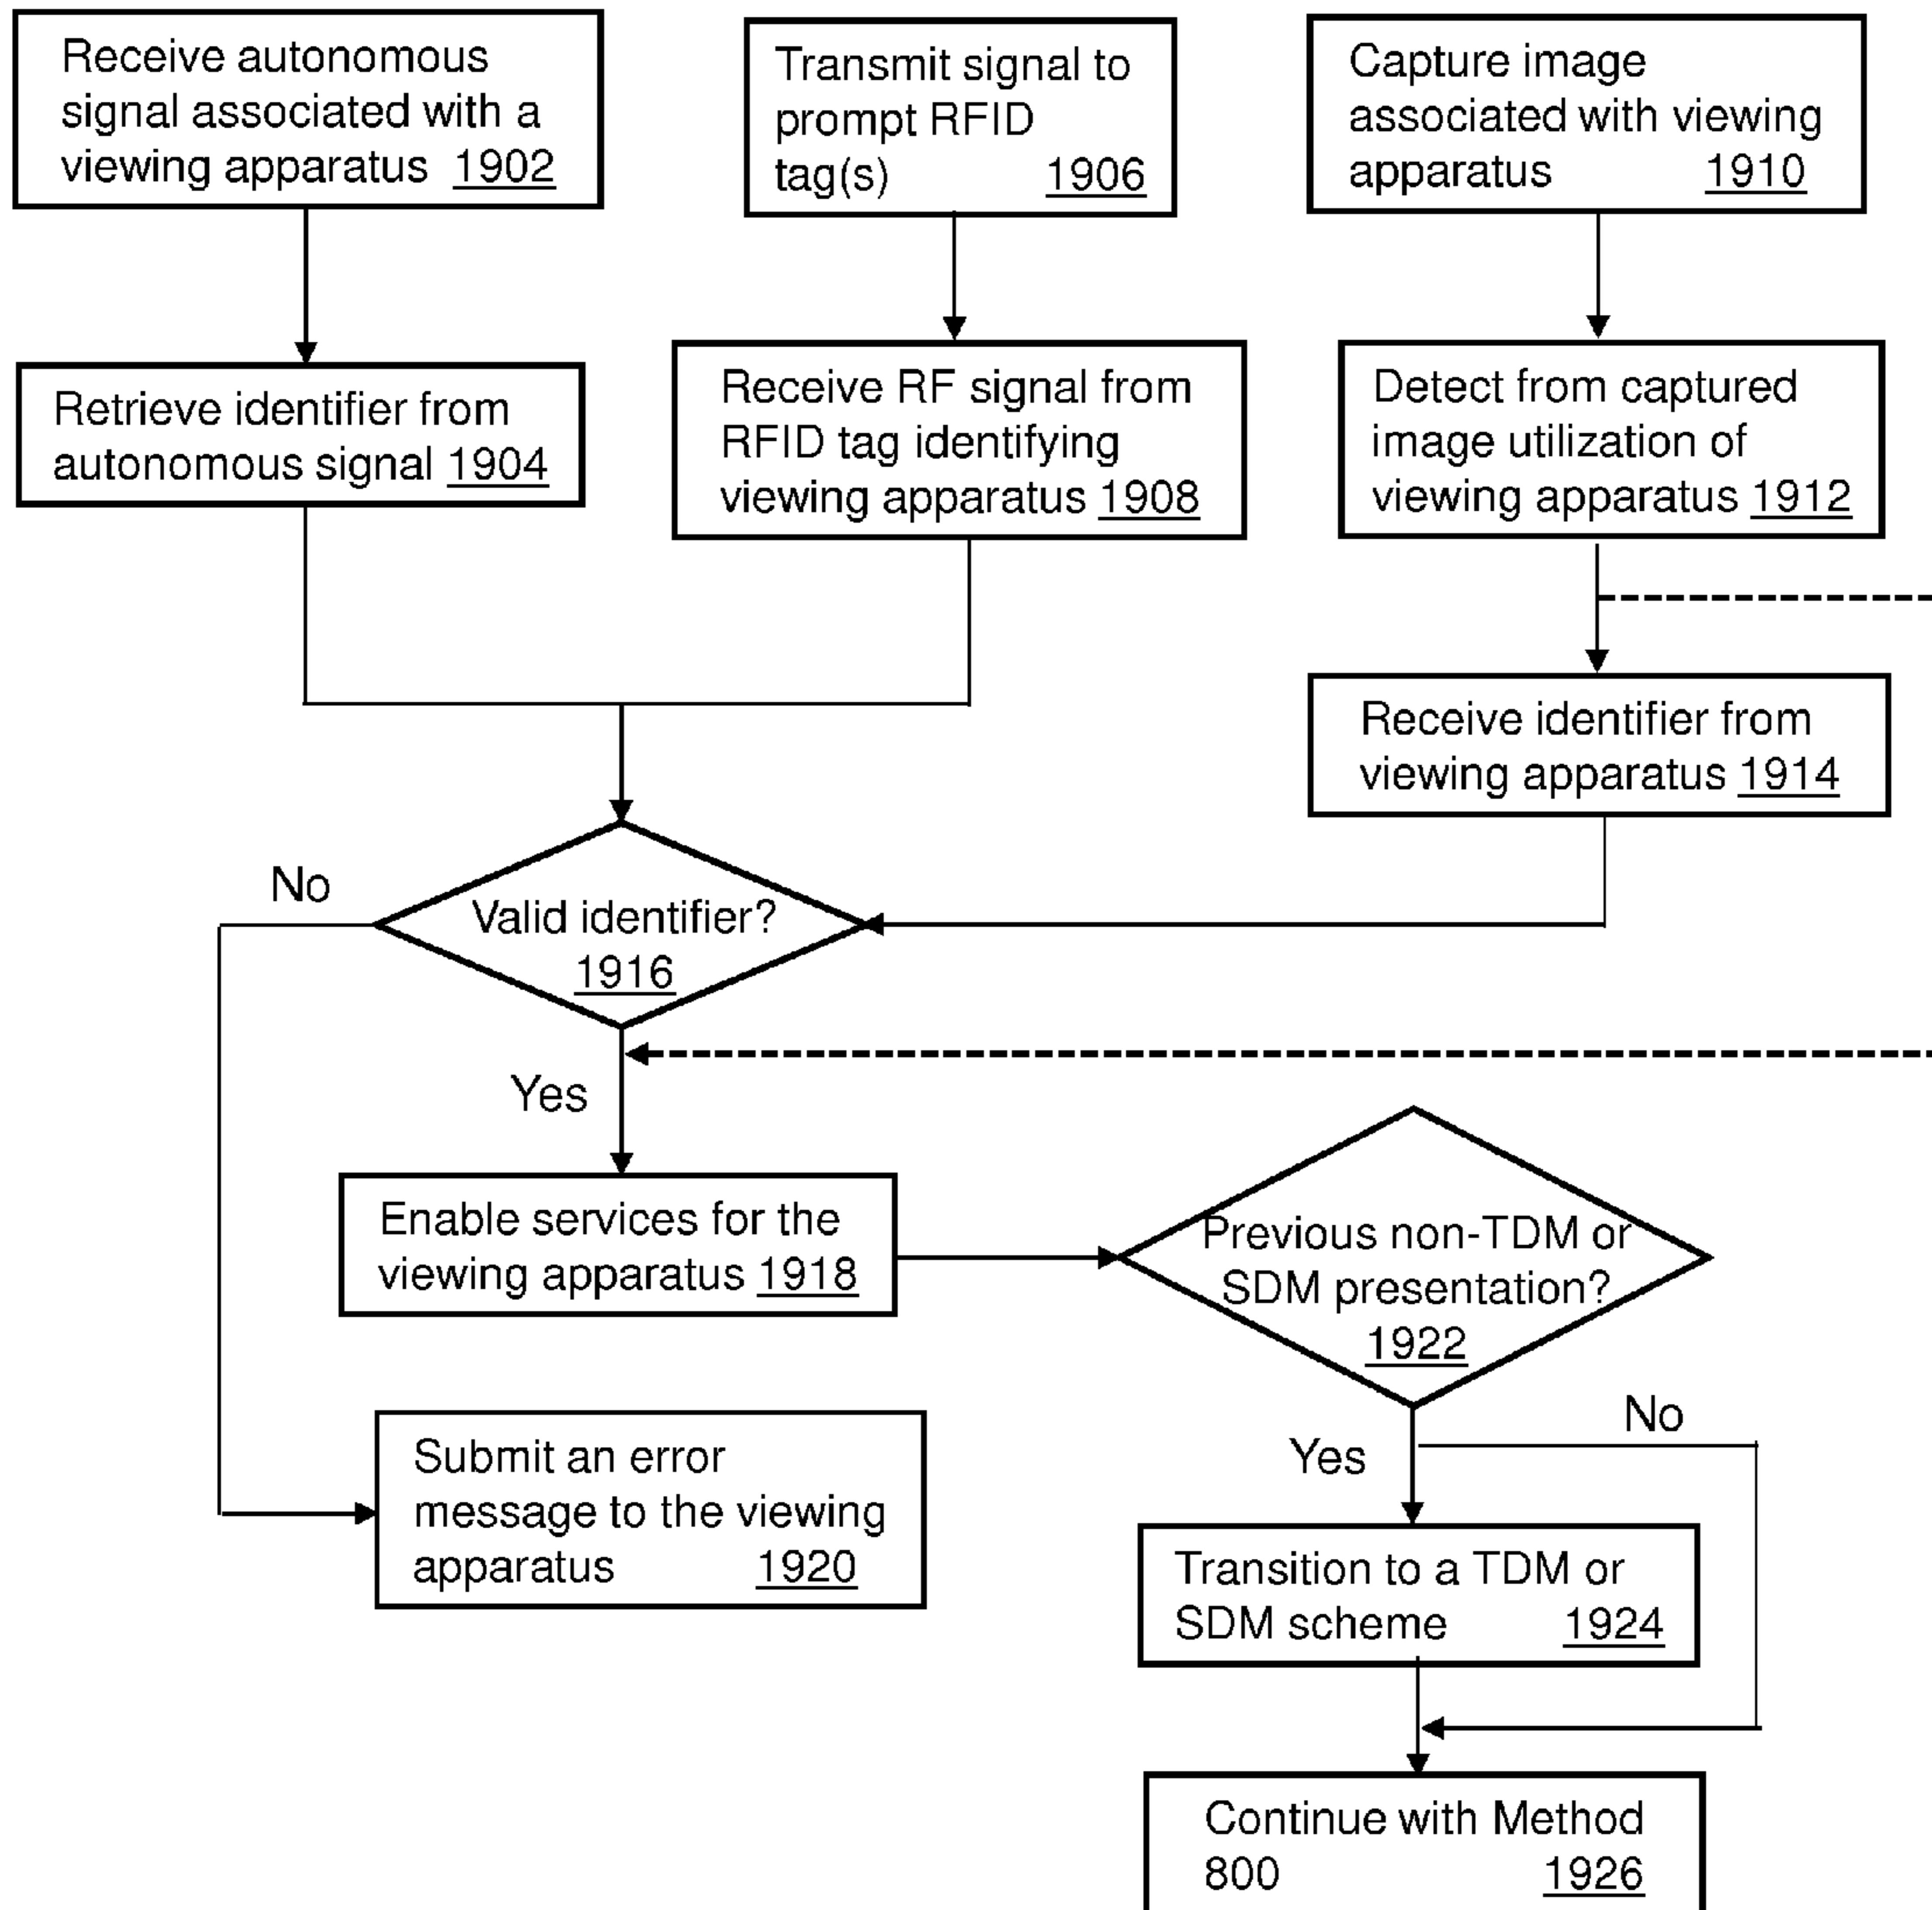 Receive autonomous
signal associated with a
viewing apparatus 1902
Transmit signal to
prompt RFID
tag(s) 1906
Capture image
associated with viewing
apparatus 1910
Retrieve identifier from
autonomous signal 1904
Receive RF signal from
RFID tag identifying
viewing apparatus 1908
Detect from captured
image utilization of
viewing apparatus 1912
Receive identifier from
viewing apparatus 1914
No
Valid identifier?
1916
Yes
Enable services for the
viewing apparatus 1918
Previous non-TDM or
SDM presentation?
1922
No
Yes
Submit an error
message to the viewing
apparatus 1920
Transition to a TDM or
SDM scheme 1924
Continue with Method
800 1926